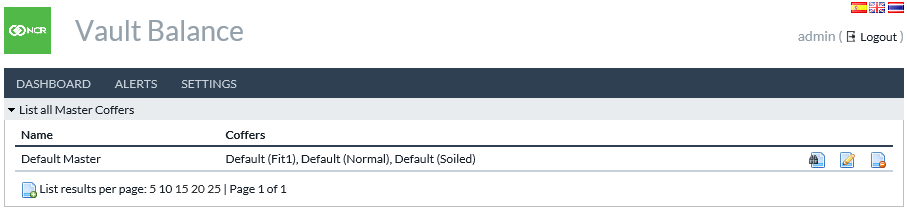 NCR
Vault Balance
admin ( Logout )
DASHBOARD ALERTS SETTINGS
List all Master Coffers
Name Coffers
Default Master Default (Fit1), Default (Normal), Default (Soiled)
List results per page: 5 10 15 20 25 | Page 1 of 1